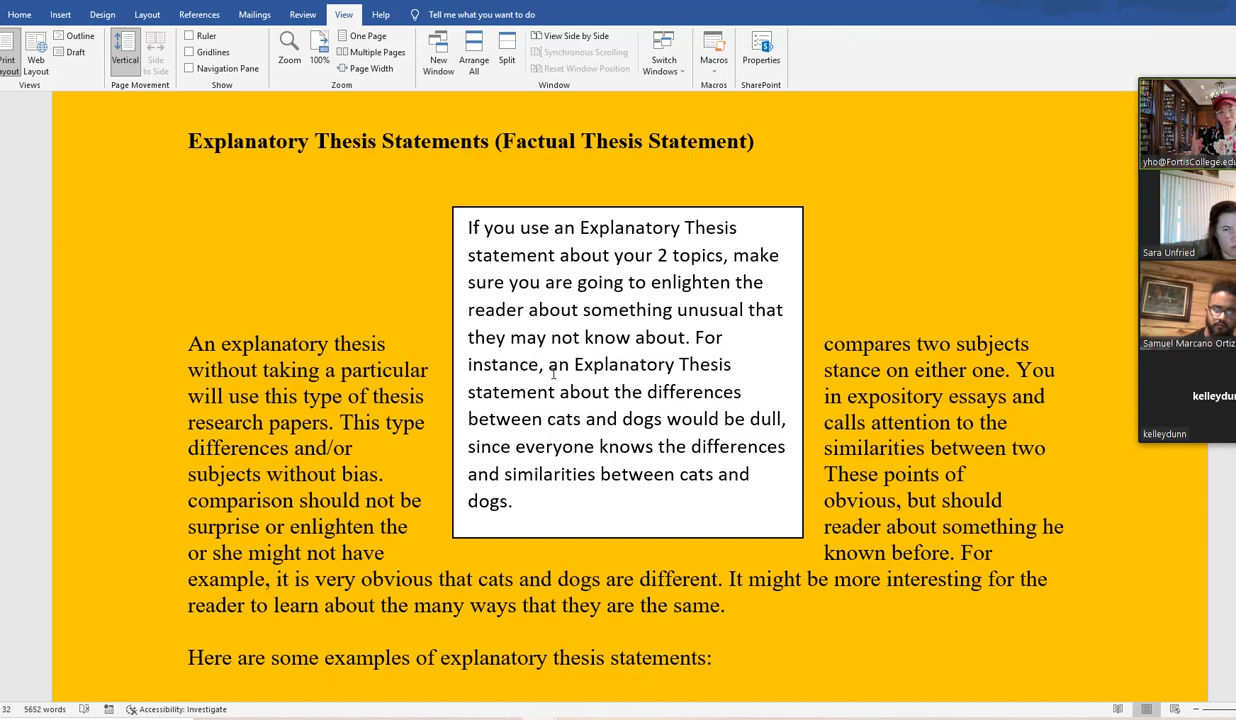 Home Insert Design Layout References Mailings Review View Help Tell me what you want to do
Outline
Draft
Web Layout
Views
Vertical
Side to Side
Page Movement
Ruler
Gridlines
Navigation Pane
Show
Zoom
100%
One Page
Multiple Pages
Page Width
Zoom
New Window
Arrange All
Split
View Side by Side
Synchronous Scrolling
Reset Window Position
Window
Switch Windows
Macros
Macros
Properties
SharePoint
Explanatory Thesis Statements (Factual Thesis Statement)
If you use an Explanatory Thesis
statement about your 2 topics, make
sure you are going to enlighten the
reader about something unusual that
they may not know about. For
instance, an Explanatory Thesis
statement about the differences
between cats and dogs would be dull,
since everyone knows the differences
and similarities between cats and
dogs.
An explanatory thesis compares two subjects
without taking a particular stance on either one. You
will use this type of thesis in expository essays and
research papers. This type calls attention to the
differences and/or similarities between two
subjects without bias. These points of
comparison should not be obvious, but should
surprise or enlighten the reader about something he
or she might not have known before. For
example, it is very obvious that cats and dogs are different. It might be more interesting for the
reader to learn about the many ways that they are the same.
Here are some examples of explanatory thesis statements:
yho@FortisCollege.edu
Sara Unfried
Samuel Marcano Ortiz
kelleydunn
kelleydunn
32 5652 words Accessibility: Investigate